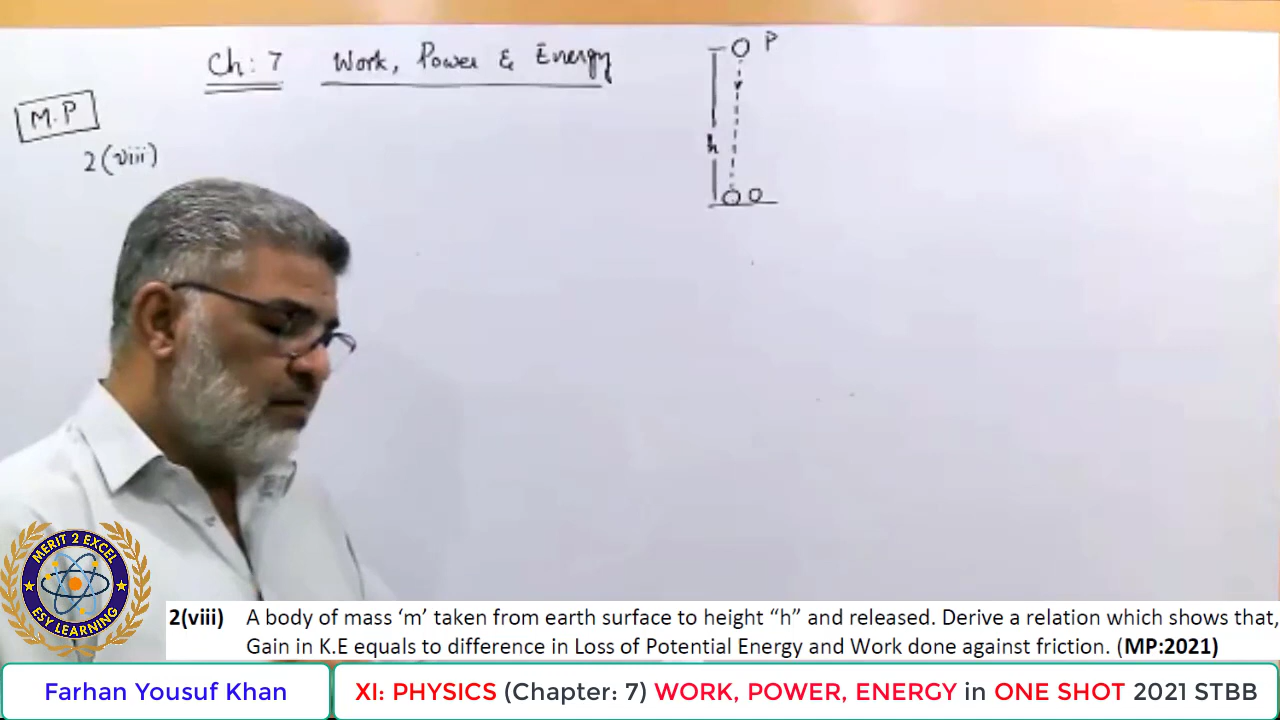 Ch: 7 Work, Power & Energy
M.P
2(viii)
P
h
O
MERIT 2 EXCEL
ESY LEARNING
2(viii) A body of mass ‘m’ taken from earth surface to height “h” and released. Derive a relation which shows that,
Gain in K.E equals to difference in Loss of Potential Energy and Work done against friction. (MP:2021)
Farhan Yousuf Khan
XI: PHYSICS (Chapter: 7) WORK, POWER, ENERGY in ONE SHOT 2021 STBB